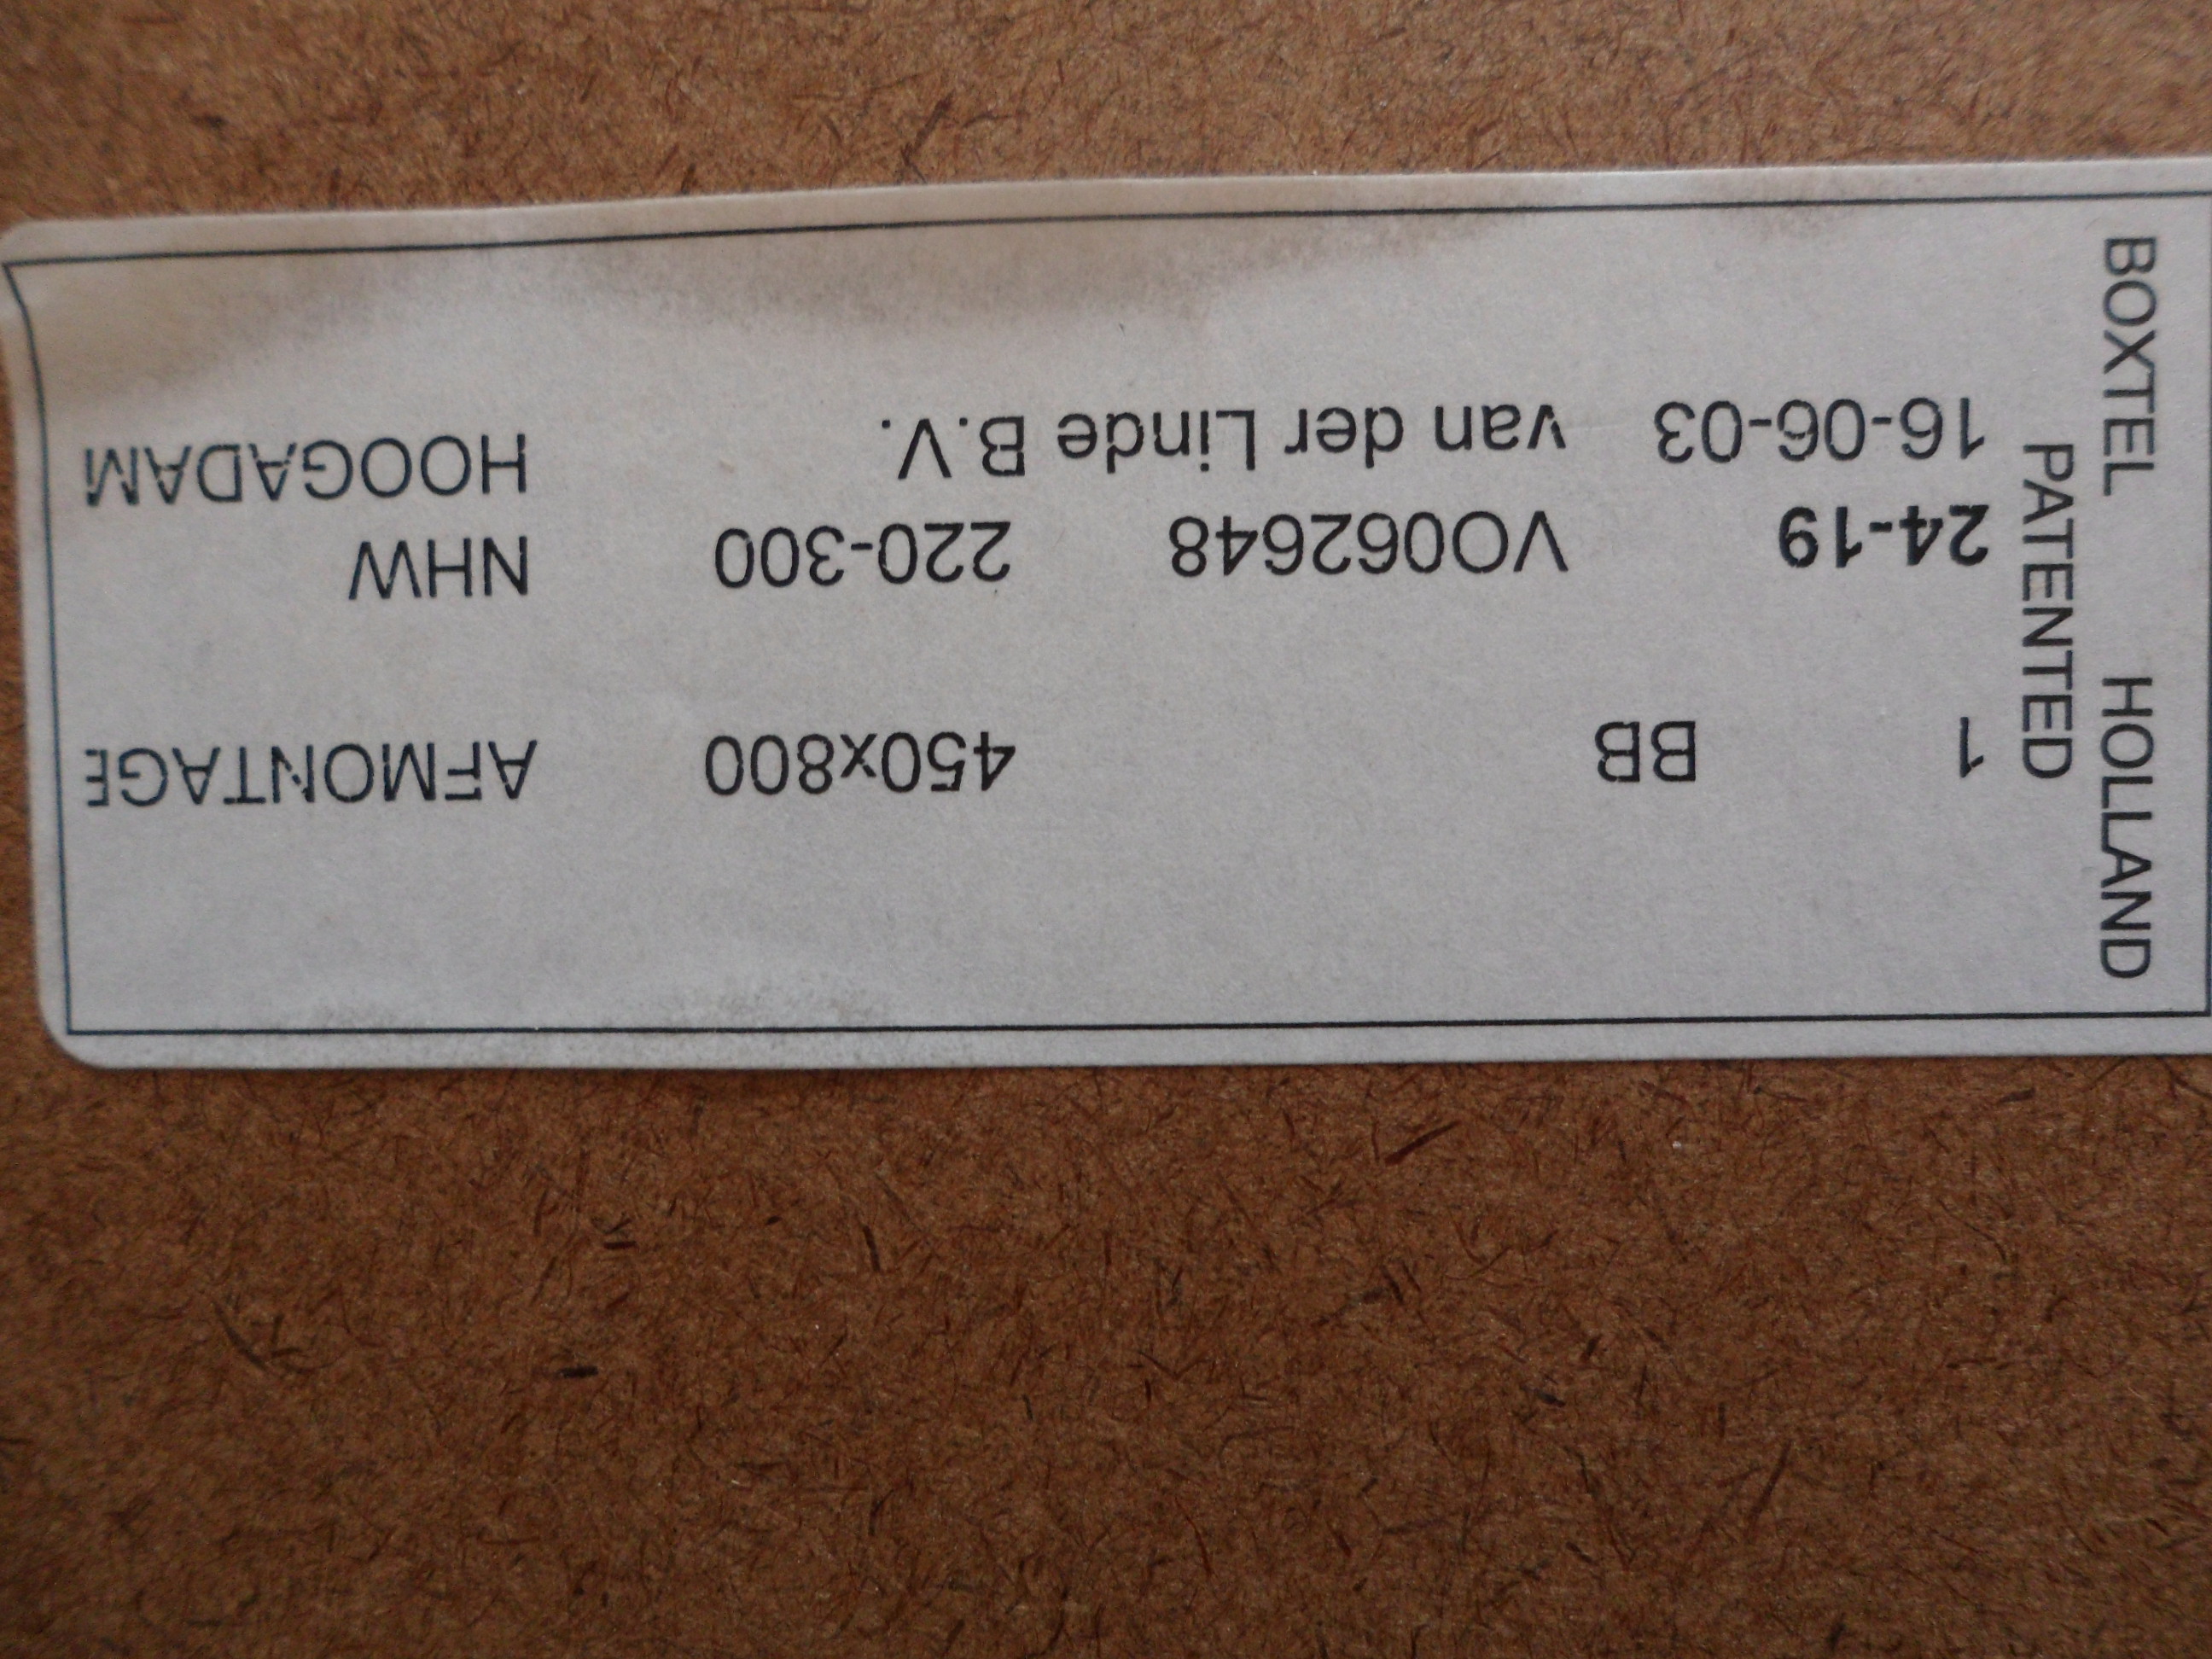 BOXTEL HOLLAND
PATENTED
1 BB 450x800 AFMONTAGE
24-19 VO062648 220-300 NHW
16-06-03 van der Linde B.V. HOOGADAM